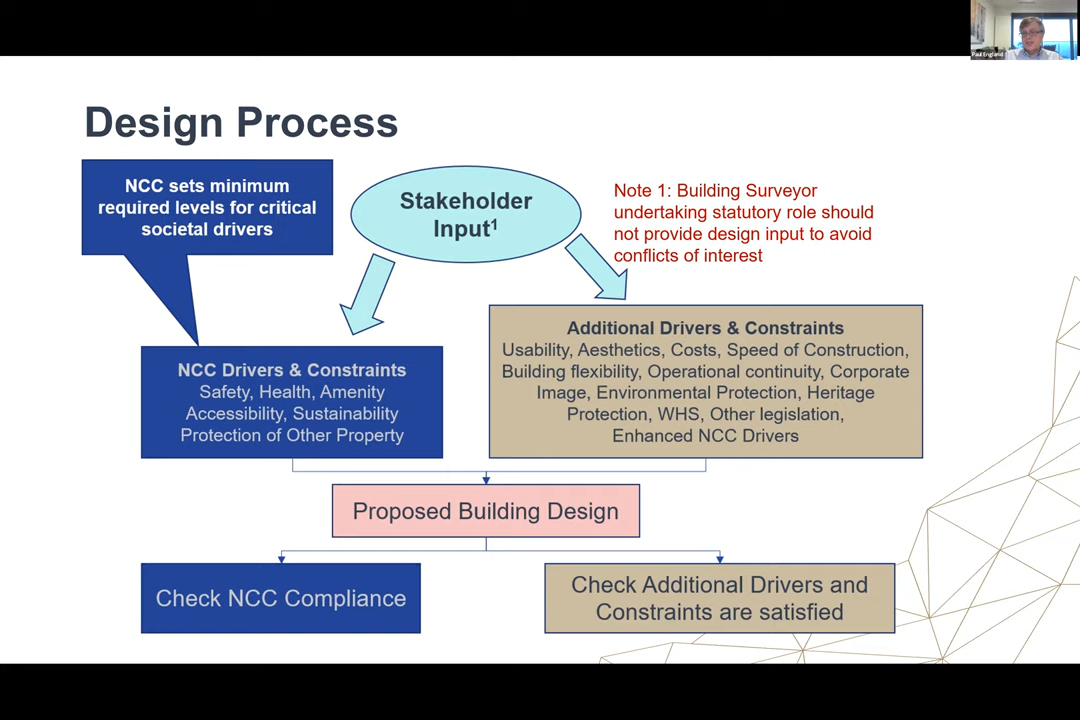 Paul England
Design Process
NCC sets minimum
required levels for critical
societal drivers
Stakeholder
Input¹
Note 1: Building Surveyor
undertaking statutory role should
not provide design input to avoid
conflicts of interest
NCC Drivers & Constraints
Safety, Health, Amenity
Accessibility, Sustainability
Protection of Other Property
Additional Drivers & Constraints
Usability, Aesthetics, Costs, Speed of Construction,
Building flexibility, Operational continuity, Corporate
Image, Environmental Protection, Heritage
Protection, WHS, Other legislation,
Enhanced NCC Drivers
Proposed Building Design
Check NCC Compliance
Check Additional Drivers and
Constraints are satisfied